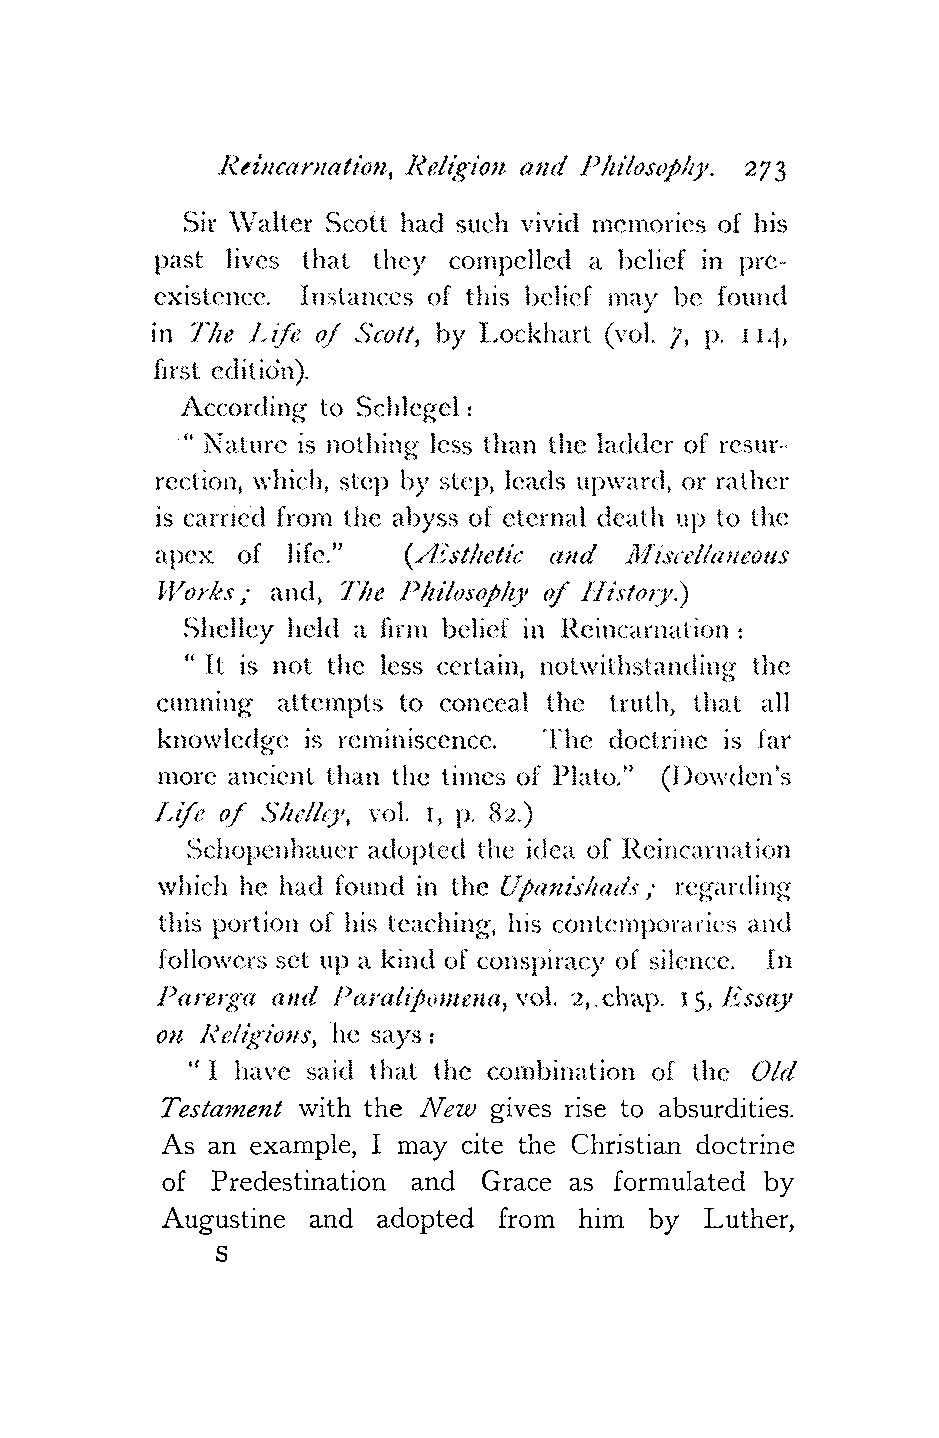 Reincarnation, Religion and Philosophy. 273
Sir Walter Scott had such vivid memories of his
past lives that they compelled a belief in pre-
existence. Instances of this belief may be found
in The Life of Scott, by Lockhart (vol. 7, p. 114,
first edition).
According to Schlegel:
" Nature is nothing less than the ladder of resur-
rection, which, step by step, leads upward, or rather
is carried from the abyss of eternal death up to the
apex of life." (Æsthetic and Miscellaneous
Works; and, The Philosophy of History.)
Shelley held a firm belief in Reincarnation:
" It is not the less certain, notwithstanding the
cunning attempts to conceal the truth, that all
knowledge is reminiscence. The doctrine is far
more ancient than the times of Plato." (Dowden's
Life of Shelley, vol. 1, p. 82.)
Schopenhauer adopted the idea of Reincarnation
which he had found in the Upanishads; regarding
this portion of his teaching, his contemporaries and
followers set up a kind of conspiracy of silence. In
Parerga and Paralipomena, vol. 2, chap. 15, Essay
on Religions, he says:
" I have said that the combination of the Old
Testament with the New gives rise to absurdities.
As an example, I may cite the Christian doctrine
of Predestination and Grace as formulated by
Augustine and adopted from him by Luther,
S